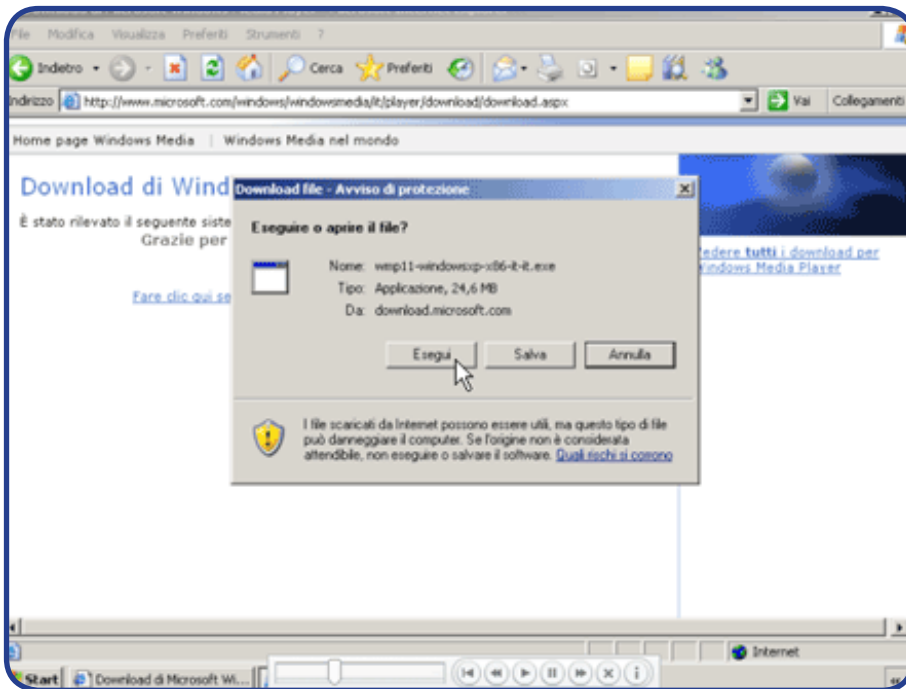 File Modifica Visualizza Preferiti Strumenti ?
Indietro Cerca Preferiti
Indirizzo http://www.microsoft.com/windows/windowsmedia/it/player/download/download.aspx Vai Collegamenti
Home page Windows Media | Windows Media nel mondo
Download di Wind
Download file - Avviso di protezione
È stato rilevato il seguente siste
Grazie per
Fare clic qui se
Eseguire o aprire il file?
Nome: wmp11-windowsxp-x86-it-it.exe
Tipo: Applicazione, 24,6 MB
Da: download.microsoft.com
Esegui Salva Annulla
I file scaricati da Internet possono essere utili, ma questo tipo di file
può danneggiare il computer. Se l'origine non è considerata
attendibile, non eseguire o salvare il software. Quali rischi si corrono
Vedere tutti i download per
Windows Media Player
Internet
Start Download di Microsoft Wi...